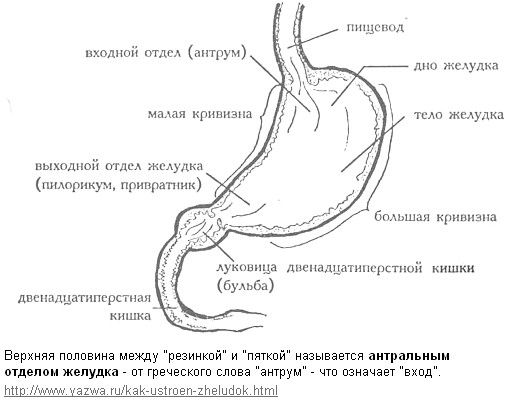 пищевод
входной отдел (антрум)
дно желудка
малая кривизна
тело желудка
выходной отдел желудка
(пилорикум, привратник)
большая кривизна
луковица двенадцатиперстной кишки
(бульба)
двенадцатиперстная
кишка
Верхняя половина между "резинкой" и "пяткой" называется антральным
отделом желудка - от греческого слова "антрум" - что означает "вход".
http://www.yazwa.ru/kak-ustroen-zheludok.html